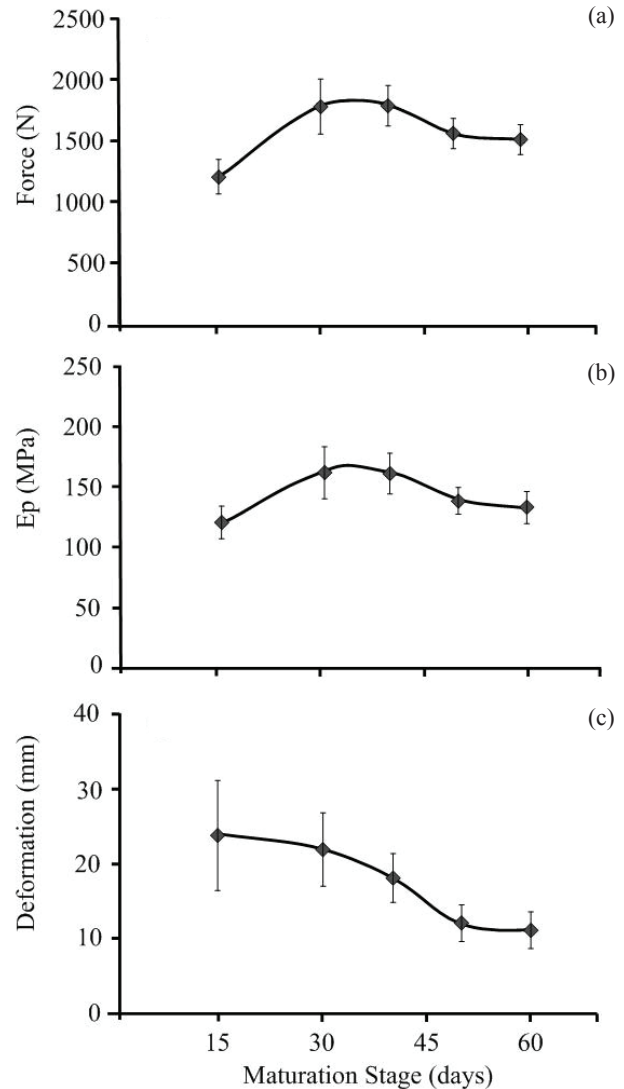 (a)
Force (N)
2500
2000
1500
1000
500
0
(b)
Ep (MPa)
250
200
150
100
50
0
(c)
Deformation (mm)
40
30
20
10
0
15 30 45 60
Maturation Stage (days)